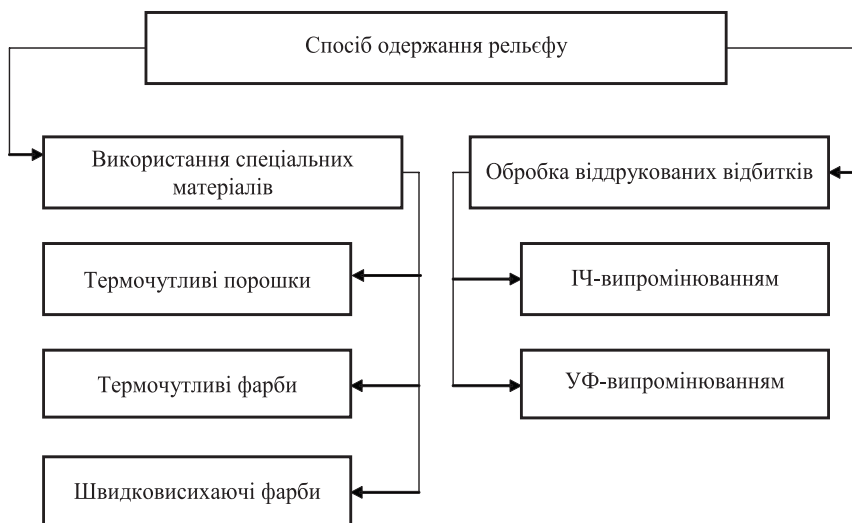 Спосіб одержання рельєфу
Використання спеціальних
матеріалів
Обробка віддрукованих відбитків
Термочутливі порошки
ІЧ-випромінюванням
Термочутливі фарби
УФ-випромінюванням
Швидковисихаючі фарби